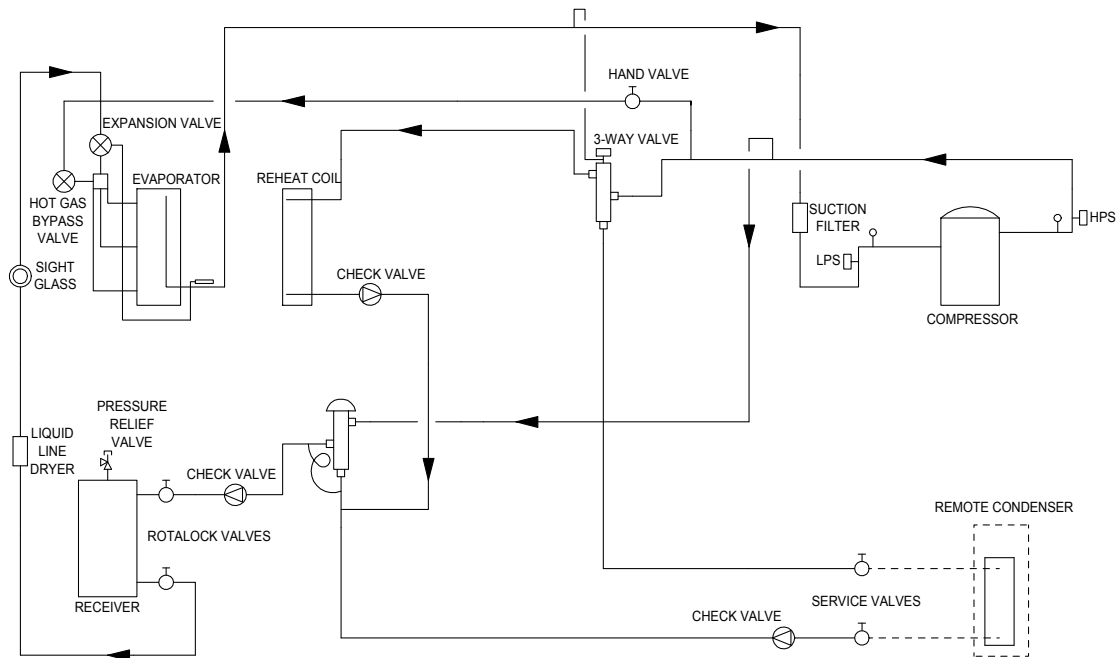 HAND VALVE
EXPANSION VALVE
3-WAY VALVE
EVAPORATOR
REHEAT COIL
HOT GAS
BYPASS
VALVE
SUCTION
FILTER
HPS
LPS
SIGHT
GLASS
CHECK VALVE
COMPRESSOR
PRESSURE
RELIEF
VALVE
LIQUID
LINE
DRYER
CHECK VALVE
ROTALOCK VALVES
REMOTE CONDENSER
RECEIVER
CHECK VALVE
SERVICE VALVES